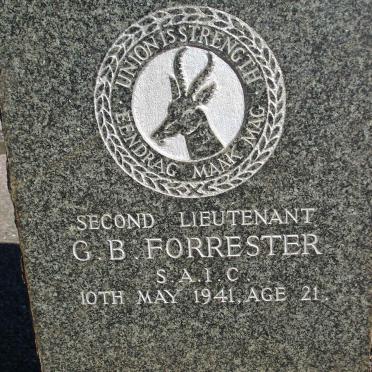 UNION IS STRENGTH
EENDRAG MAAK MAG
SECOND LIEUTENANT
G. B. FORRESTER
S. A. I. C.
10TH MAY 1941, AGE 21.